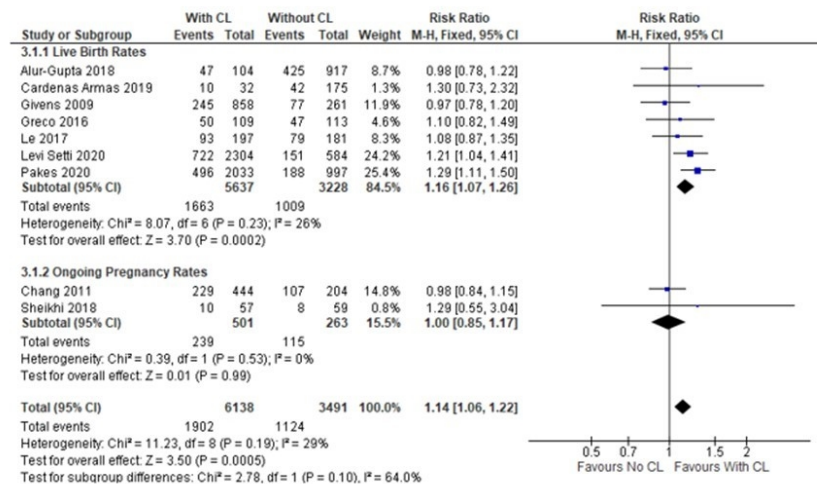 With CL Without CL Risk Ratio Risk Ratio
Study or Subgroup Events Total Events Total Weight M-H, Fixed, 95% CI M-H, Fixed, 95% CI
3.1.1 Live Birth Rates
Alur-Gupta 2018 47 104 425 917 8.7% 0.98 [0.78, 1.22]
Cardenas Armas 2019 10 32 42 175 1.3% 1.30 [0.73, 2.32]
Givens 2009 245 858 77 261 11.9% 0.97 [0.78, 1.20]
Greco 2016 50 109 47 113 4.6% 1.10 [0.82, 1.49]
Le 2017 93 197 79 181 8.3% 1.08 [0.87, 1.35]
Levi Setti 2020 722 2304 151 584 24.2% 1.21 [1.04, 1.41]
Pakes 2020 496 2033 188 997 25.4% 1.29 [1.11, 1.50]
Subtotal (95% CI) 5637 3228 84.5% 1.16 [1.07, 1.26]
Total events 1663 1009
Heterogeneity: Chi² = 8.07, df = 6 (P = 0.23); I² = 26%
Test for overall effect: Z = 3.70 (P = 0.0002)
3.1.2 Ongoing Pregnancy Rates
Chang 2011 229 444 107 204 14.8% 0.98 [0.84, 1.15]
Sheikhi 2018 10 57 8 59 0.8% 1.29 [0.55, 3.04]
Subtotal (95% CI) 501 263 15.5% 1.00 [0.85, 1.17]
Total events 239 115
Heterogeneity: Chi² = 0.39, df = 1 (P = 0.53); I² = 0%
Test for overall effect: Z = 0.01 (P = 0.99)
Total (95% CI) 6138 3491 100.0% 1.14 [1.06, 1.22]
Total events 1902 1124
Heterogeneity: Chi² = 11.23, df = 8 (P = 0.19); I² = 29%
Test for overall effect: Z = 3.50 (P = 0.0005)
Test for subgroup differences: Chi² = 2.78, df = 1 (P = 0.10), I² = 64.0%
0.5 0.7 1 1.5 2
Favours No CL Favours With CL